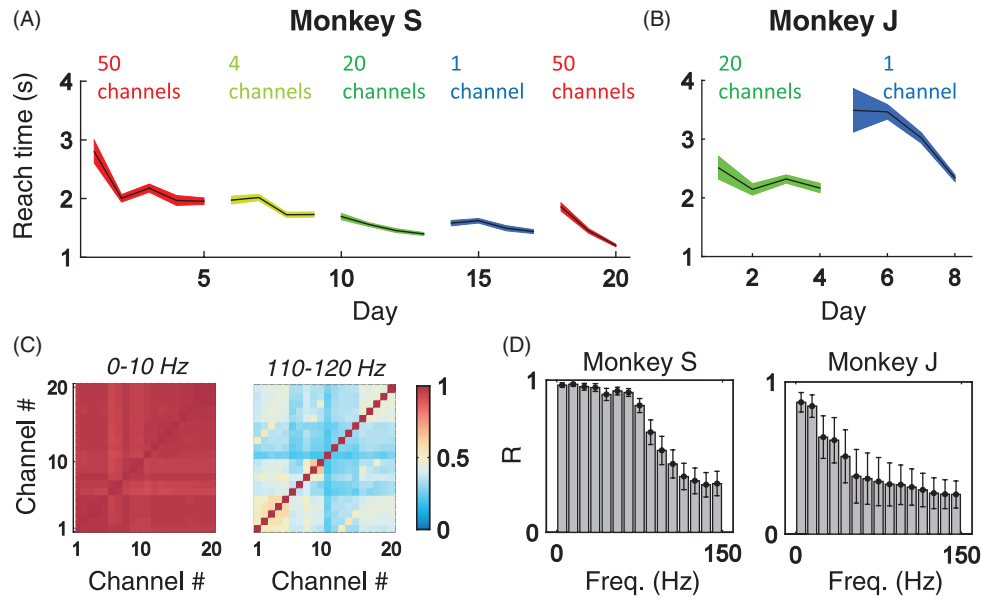 (A)
Monkey S
50 channels
4 channels
20 channels
1 channel
50 channels
Reach time (s)
4
3
2
1
5
10
15
20
Day
(B)
Monkey J
20 channels
1 channel
4
3
2
1
2
4
6
8
Day
(C)
0-10 Hz
110-120 Hz
Channel #
20
10
1
1
10
20
Channel #
1
10
20
Channel #
1
0.5
0
(D)
Monkey S
Monkey J
R
1
0
0
150
Freq. (Hz)
1
0
0
150
Freq. (Hz)